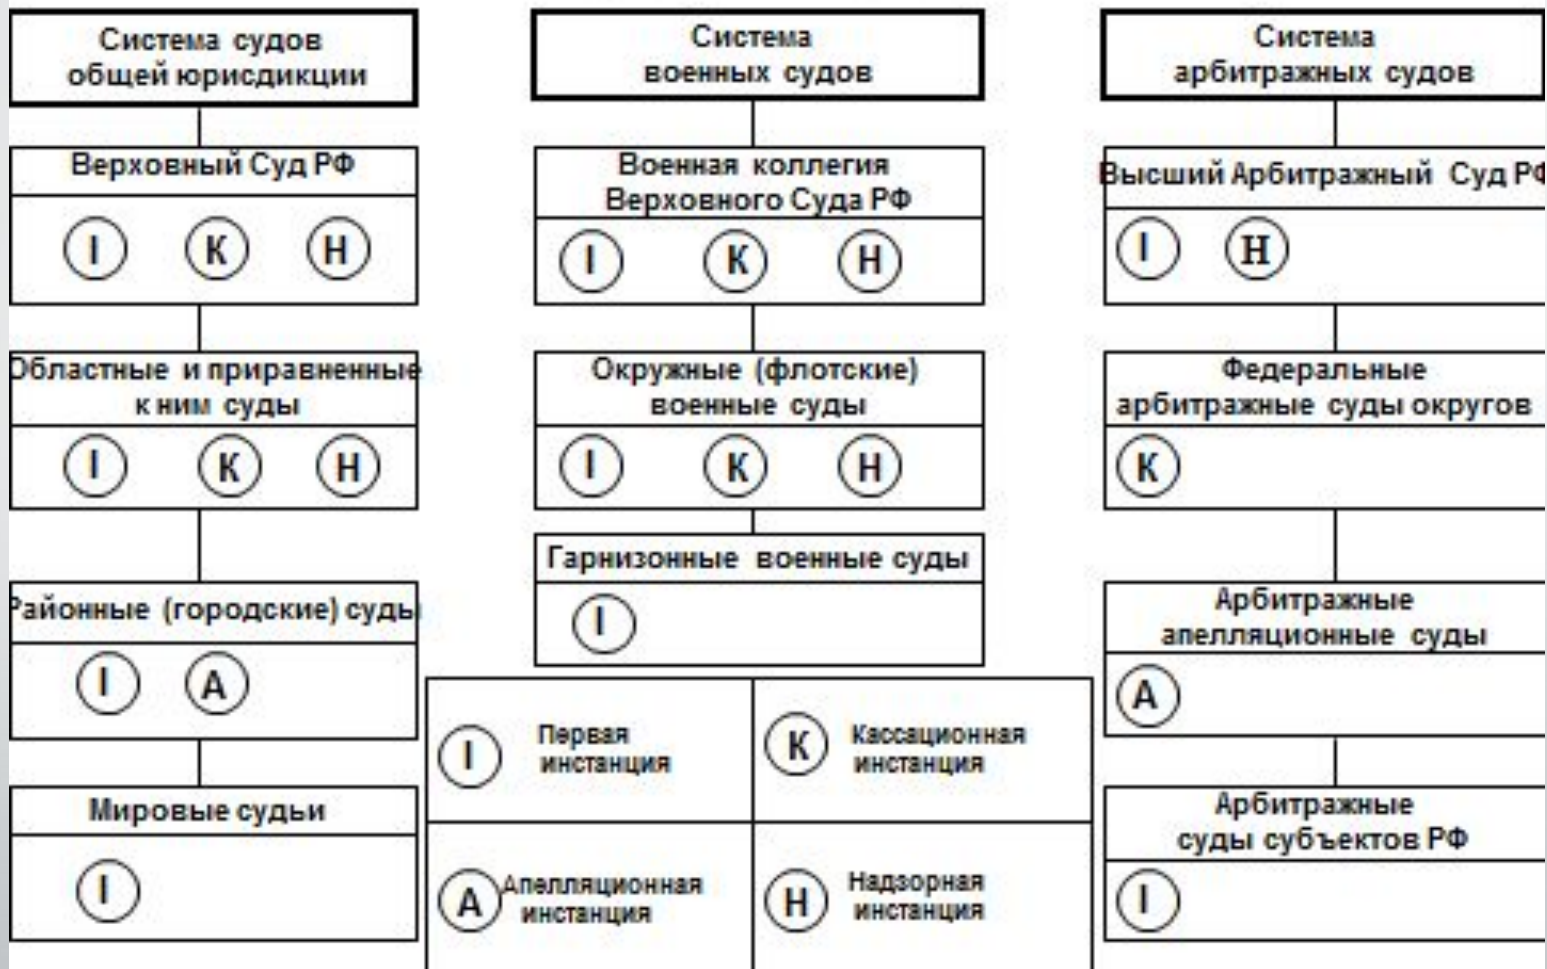 Система судов
общей юрисдикции
Верховный Суд РФ
I К Н
Областные и приравненные
к ним суды
I К Н
Районные (городские) суды
I А
Мировые судьи
I
Система
военных судов
Военная коллегия
Верховного Суда РФ
I К Н
Окружные (флотские)
военные суды
I К Н
Гарнизонные военные суды
I
Система
арбитражных судов
Высший Арбитражный Суд РФ
I Н
Федеральные
арбитражные суды округов
К
Арбитражные
апелляционные суды
А
Арбитражные
суды субъектов РФ
I
I Первая
инстанция
К Кассационная
инстанция
А Апелляционная
инстанция
Н Надзорная
инстанция